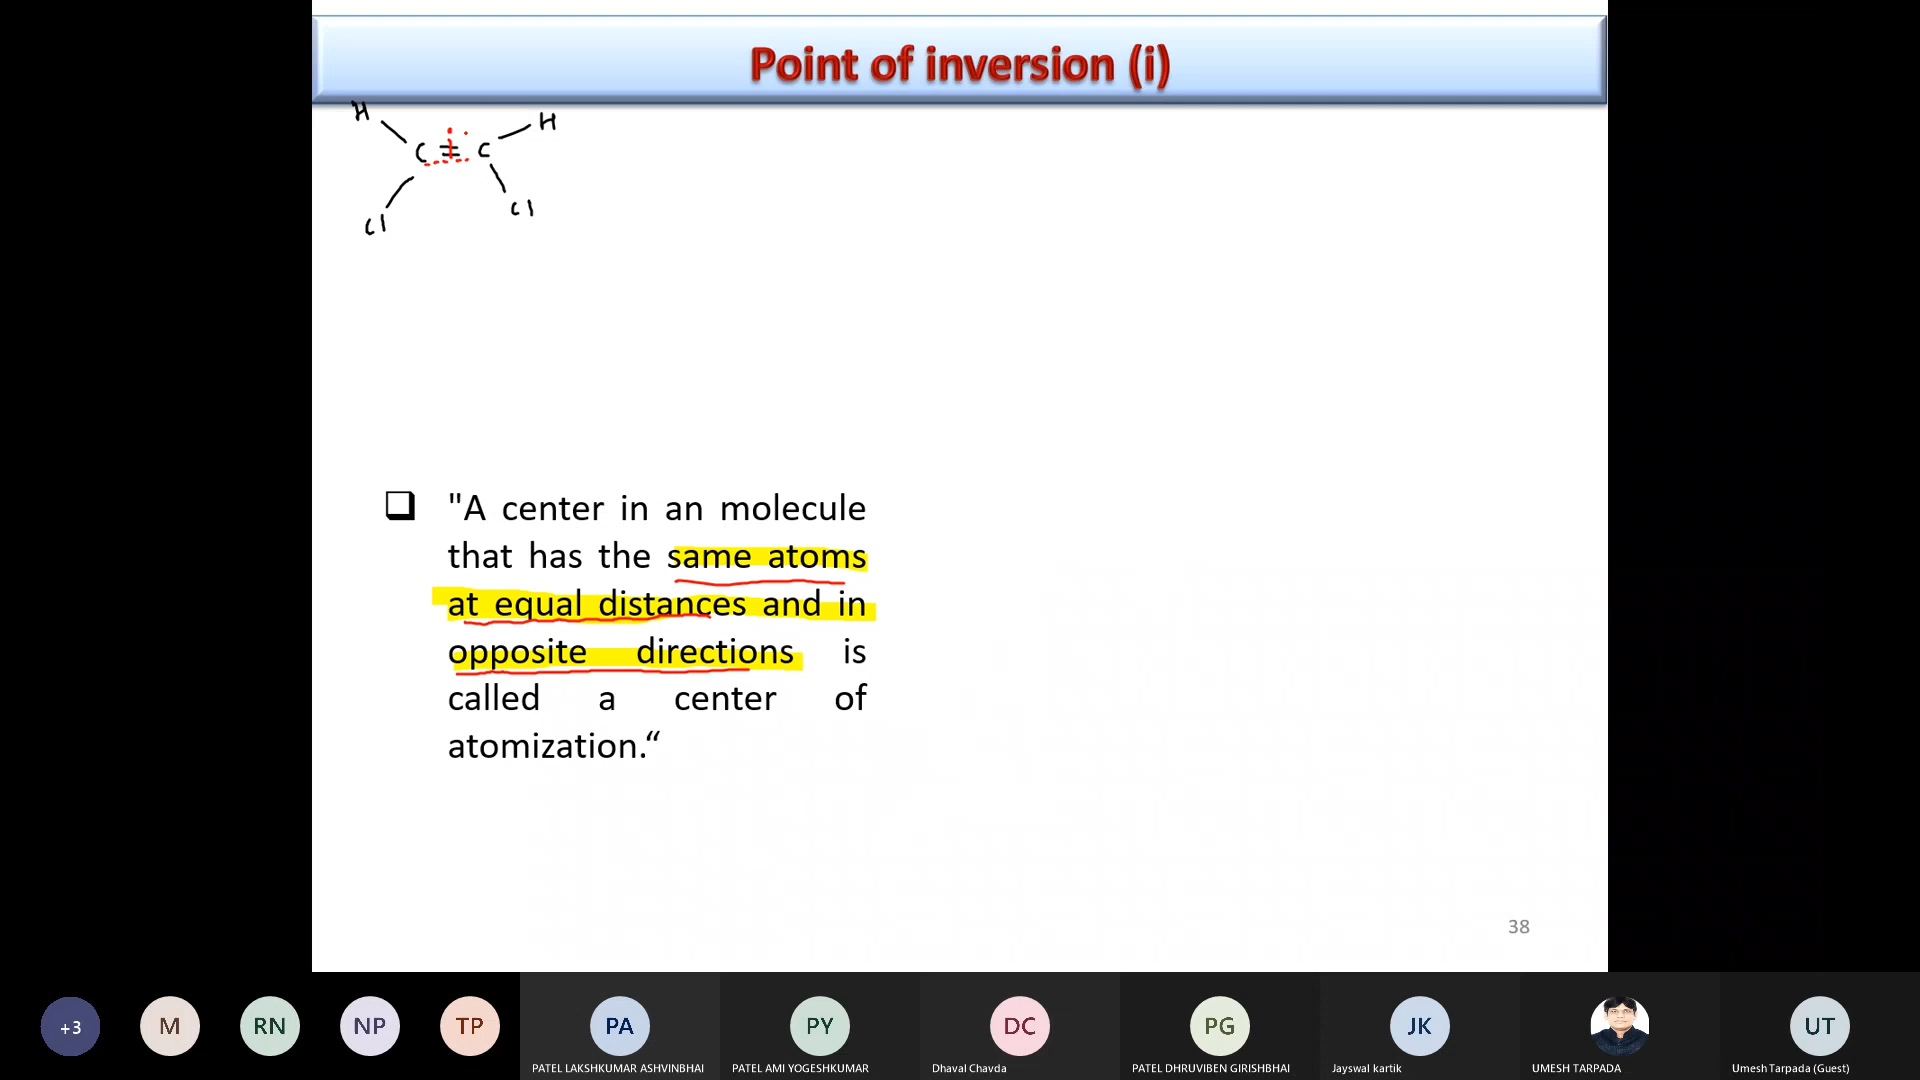 Point of inversion (i)
H H
C = C
Cl Cl
"A center in an molecule
that has the same atoms
at equal distances and in
opposite directions is
called a center of
atomization.“
38
+3 M RN NP TP PA PY DC PG JK UT
PATEL LAKSHKUMAR ASHVINBHAI PATEL AMI YOGESHKUMAR Dhaval Chavda PATEL DHRUVIBEN GIRISHBHAI Jayswal kartik UMESH TARPADA Umesh Tarpada (Guest)